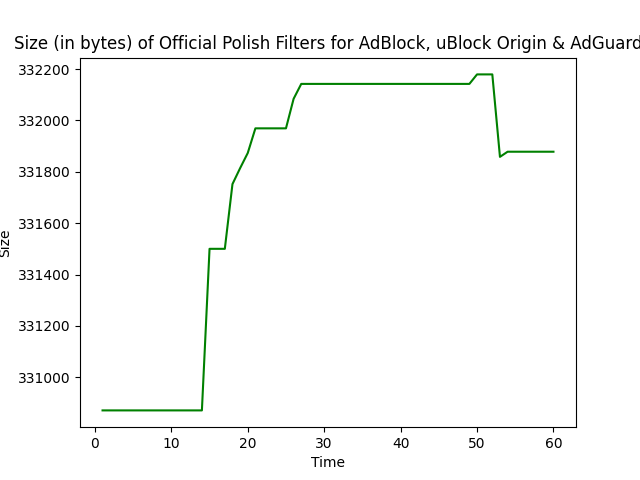 Size (in bytes) of Official Polish Filters for AdBlock, uBlock Origin & AdGuard
332200
332000
331800
331600
331400
331200
331000
Size
0 10 20 30 40 50 60
Time